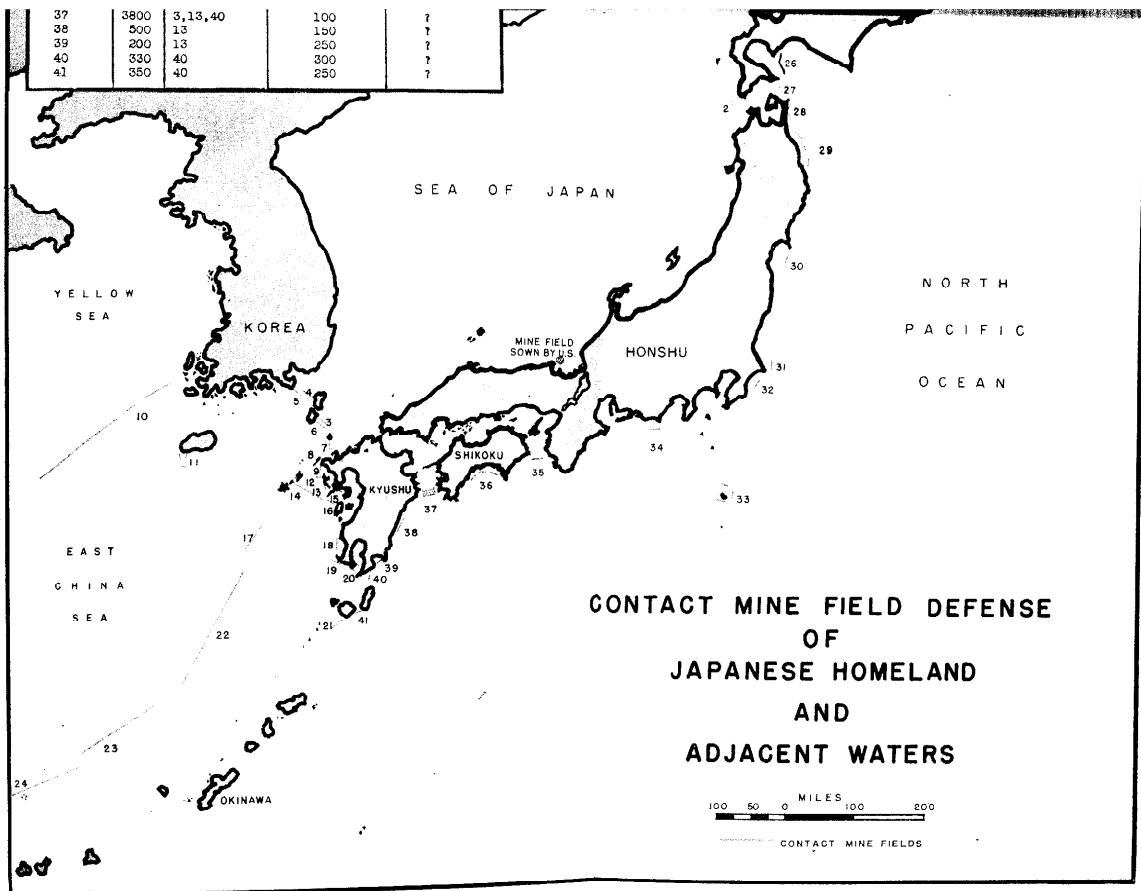 37 3800 3,13,40 100 ?
38 500 13 150 ?
39 200 13 250 ?
40 330 40 300 ?
41 350 40 250 ?
26
27
2
28
29
SEA OF JAPAN
30
YELLOW
SEA
NORTH
PACIFIC
OCEAN
KOREA
MINE FIELD
SOWN BY U.S.
HONSHU
31
32
4
5
10
3
6
34
7
11
8
SHIKOKU
35
9
12
36
14
13
15
KYUSHU
37
33
16
38
17
18
EAST
CHINA
SEA
19
39
20
40
21
41
22
CONTACT MINE FIELD DEFENSE
OF
JAPANESE HOMELAND
AND
ADJACENT WATERS
23
24
OKINAWA
MILES
100 50 0 100 200
CONTACT MINE FIELDS